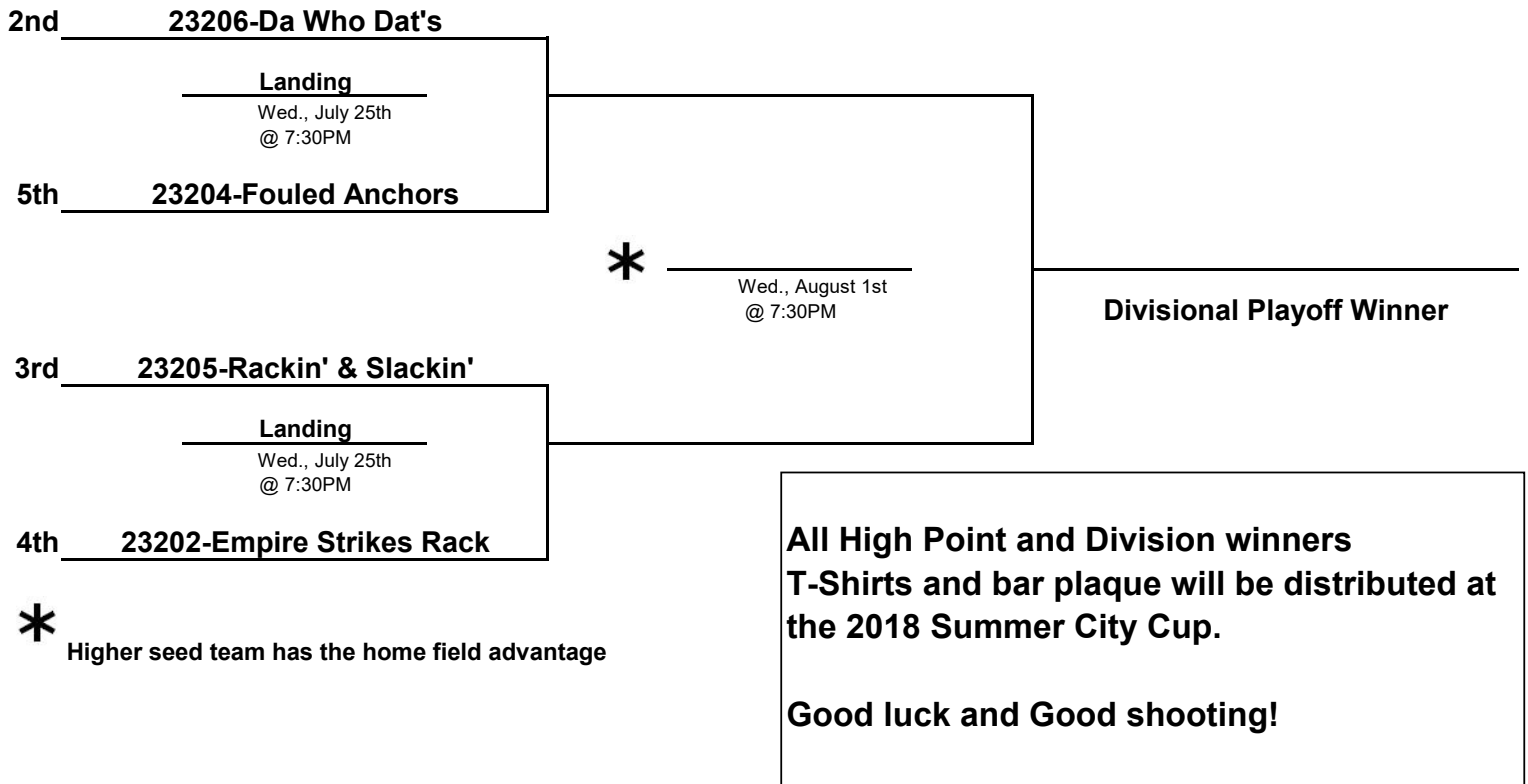 2nd 23206-Da Who Dat's
Landing
Wed., July 25th
@ 7:30PM
5th 23204-Fouled Anchors
*
Wed., August 1st
@ 7:30PM
Divisional Playoff Winner
3rd 23205-Rackin' & Slackin'
Landing
Wed., July 25th
@ 7:30PM
4th 23202-Empire Strikes Rack
* Higher seed team has the home field advantage
All High Point and Division winners
T-Shirts and bar plaque will be distributed at
the 2018 Summer City Cup.
Good luck and Good shooting!